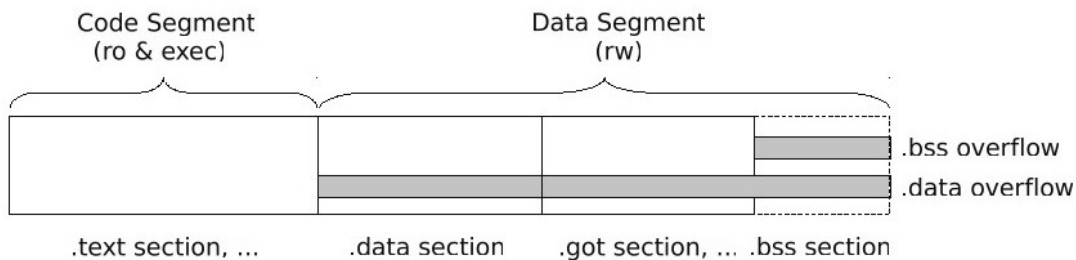 Code Segment
(ro & exec)
Data Segment
(rw)
.bss overflow
.data overflow
.text section, ...
.data section
.got section, ...
.bss section